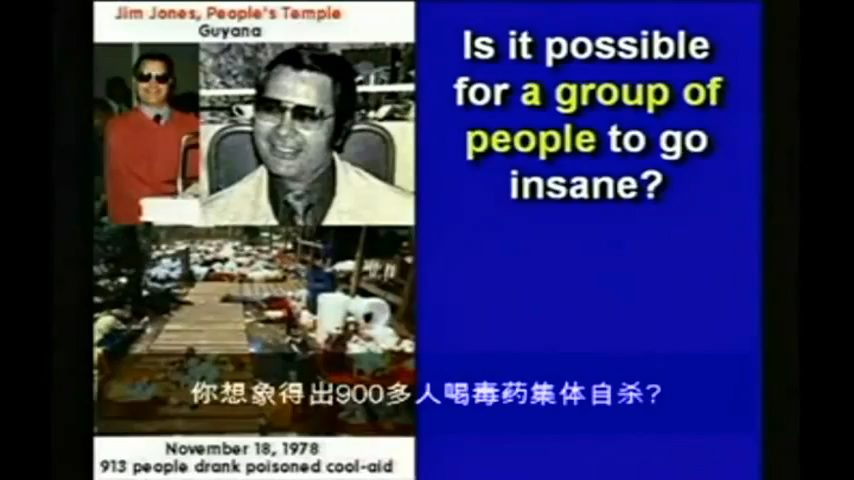 Jim Jones, People's Temple
Guyana
Is it possible
for a group of
people to go
insane?
你想象得出900多人喝毒药集体自杀?
November 18, 1978
913 people drank poisoned cool-aid